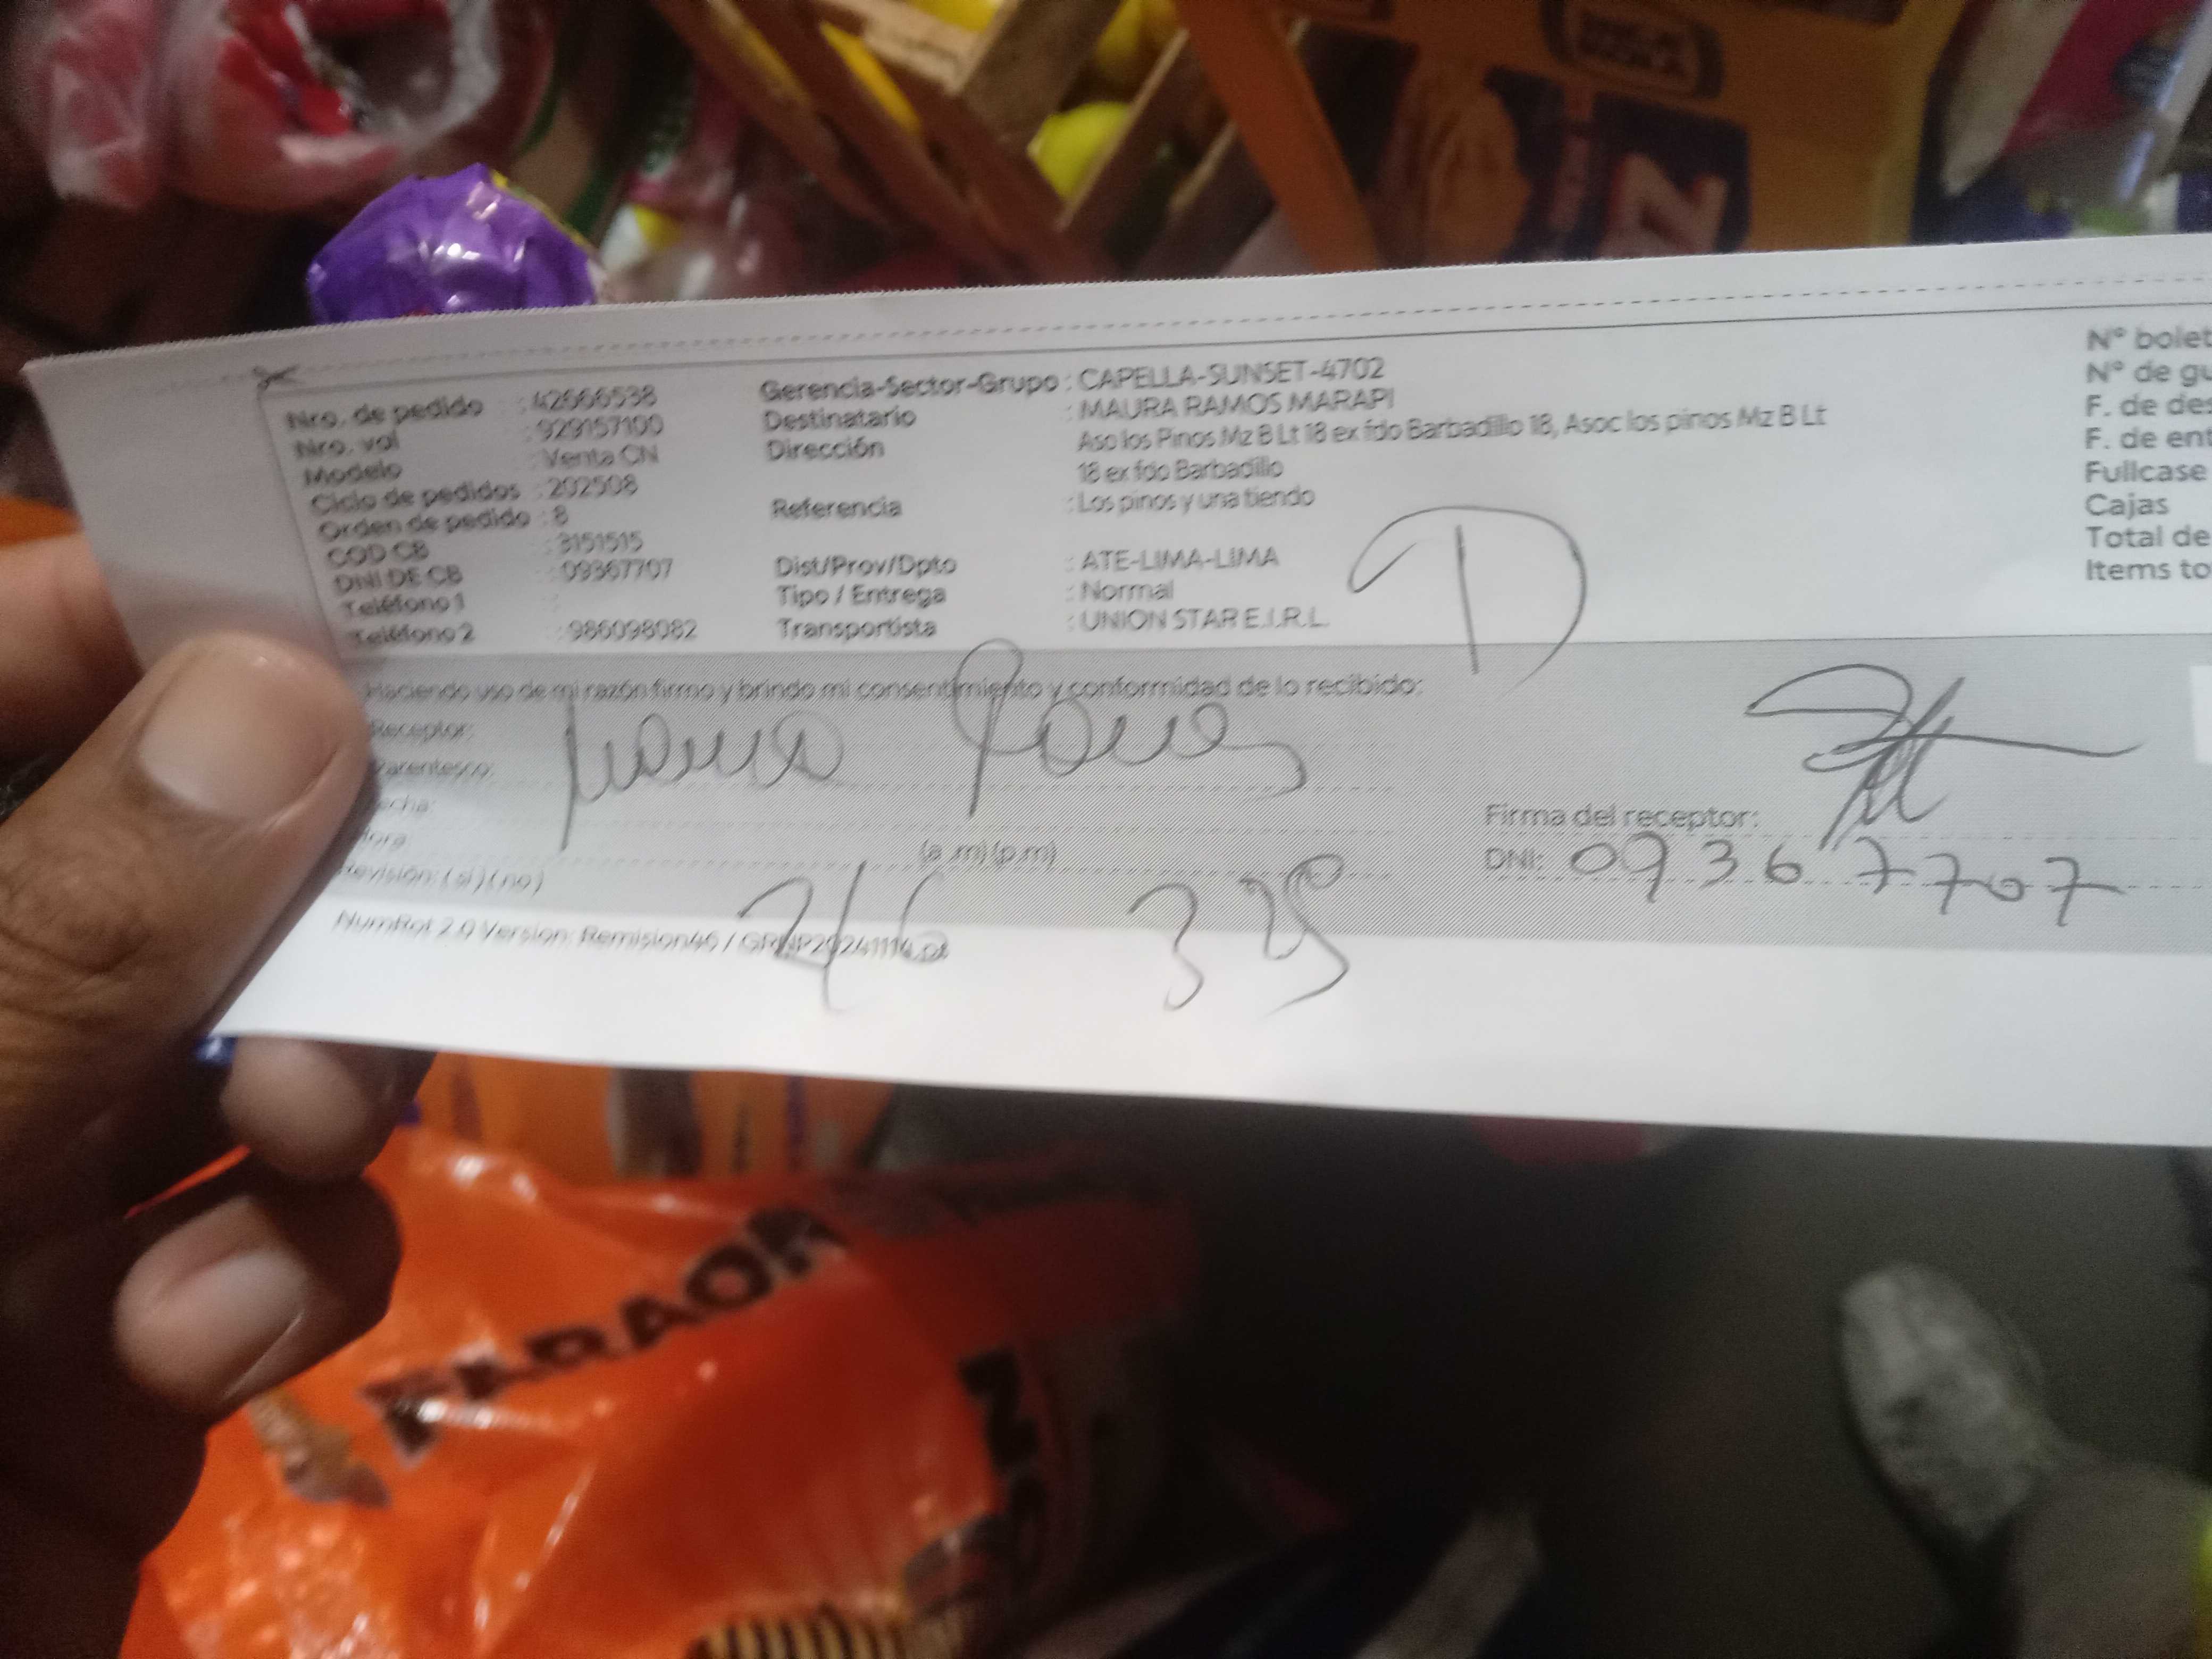 Nro. de pedido : 42666538
Nro. val : 929157100
Modelo : Venta CN
Ciclo de pedidos : 202508
Orden de pedido : 8
COD CB : 3151515
DNI DE CB : 09367707
Teléfono 1 :
Teléfono 2 : 986098082
Gerencia-Sector-Grupo : CAPELLA-SUNSET-4702
Destinatario : MAURA RAMOS MARAPI
Dirección Aso los Pinos Mz B Lt 18 ex fdo Barbadillo 18, Asoc los pinos Mz B Lt
18 ex fdo Barbadillo
Referencia : Los pinos y una tiendo
Dist/Prov/Dpto : ATE-LIMA-LIMA
Tipo / Entrega : Normal
Transportista : UNION STAR E.I.R.L.
N° bolet
N° de gu
F. de des
F. de ent
Fullcase
Cajas
Total de
Items to
D
Haciendo uso de mi razón firmo y brindo mi consentimiento y conformidad de lo recibido:
Receptor:
Parentesco:
echa:
Hora (a.m) (p.m)
Revisión: ( si ) ( no )
Firma del receptor:
DNI: 09367707
NumRot 2.0 Version: Remision46 / GRNP20241114.pt
FARAON